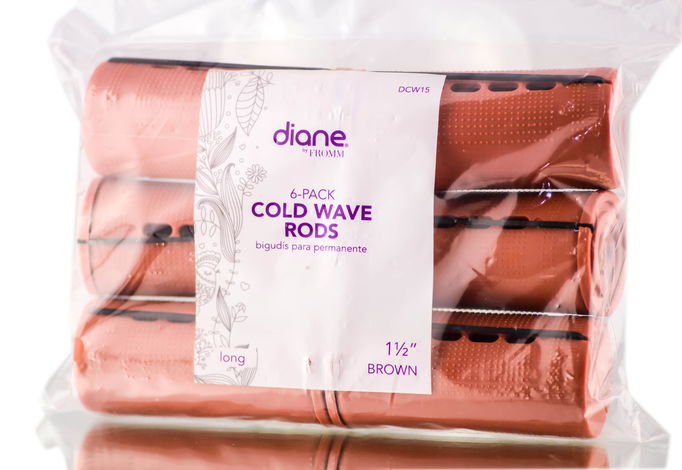 DCW15
diane®
by FROMM
6-PACK
COLD WAVE
RODS
bigudís para permanente
long
1½"
BROWN